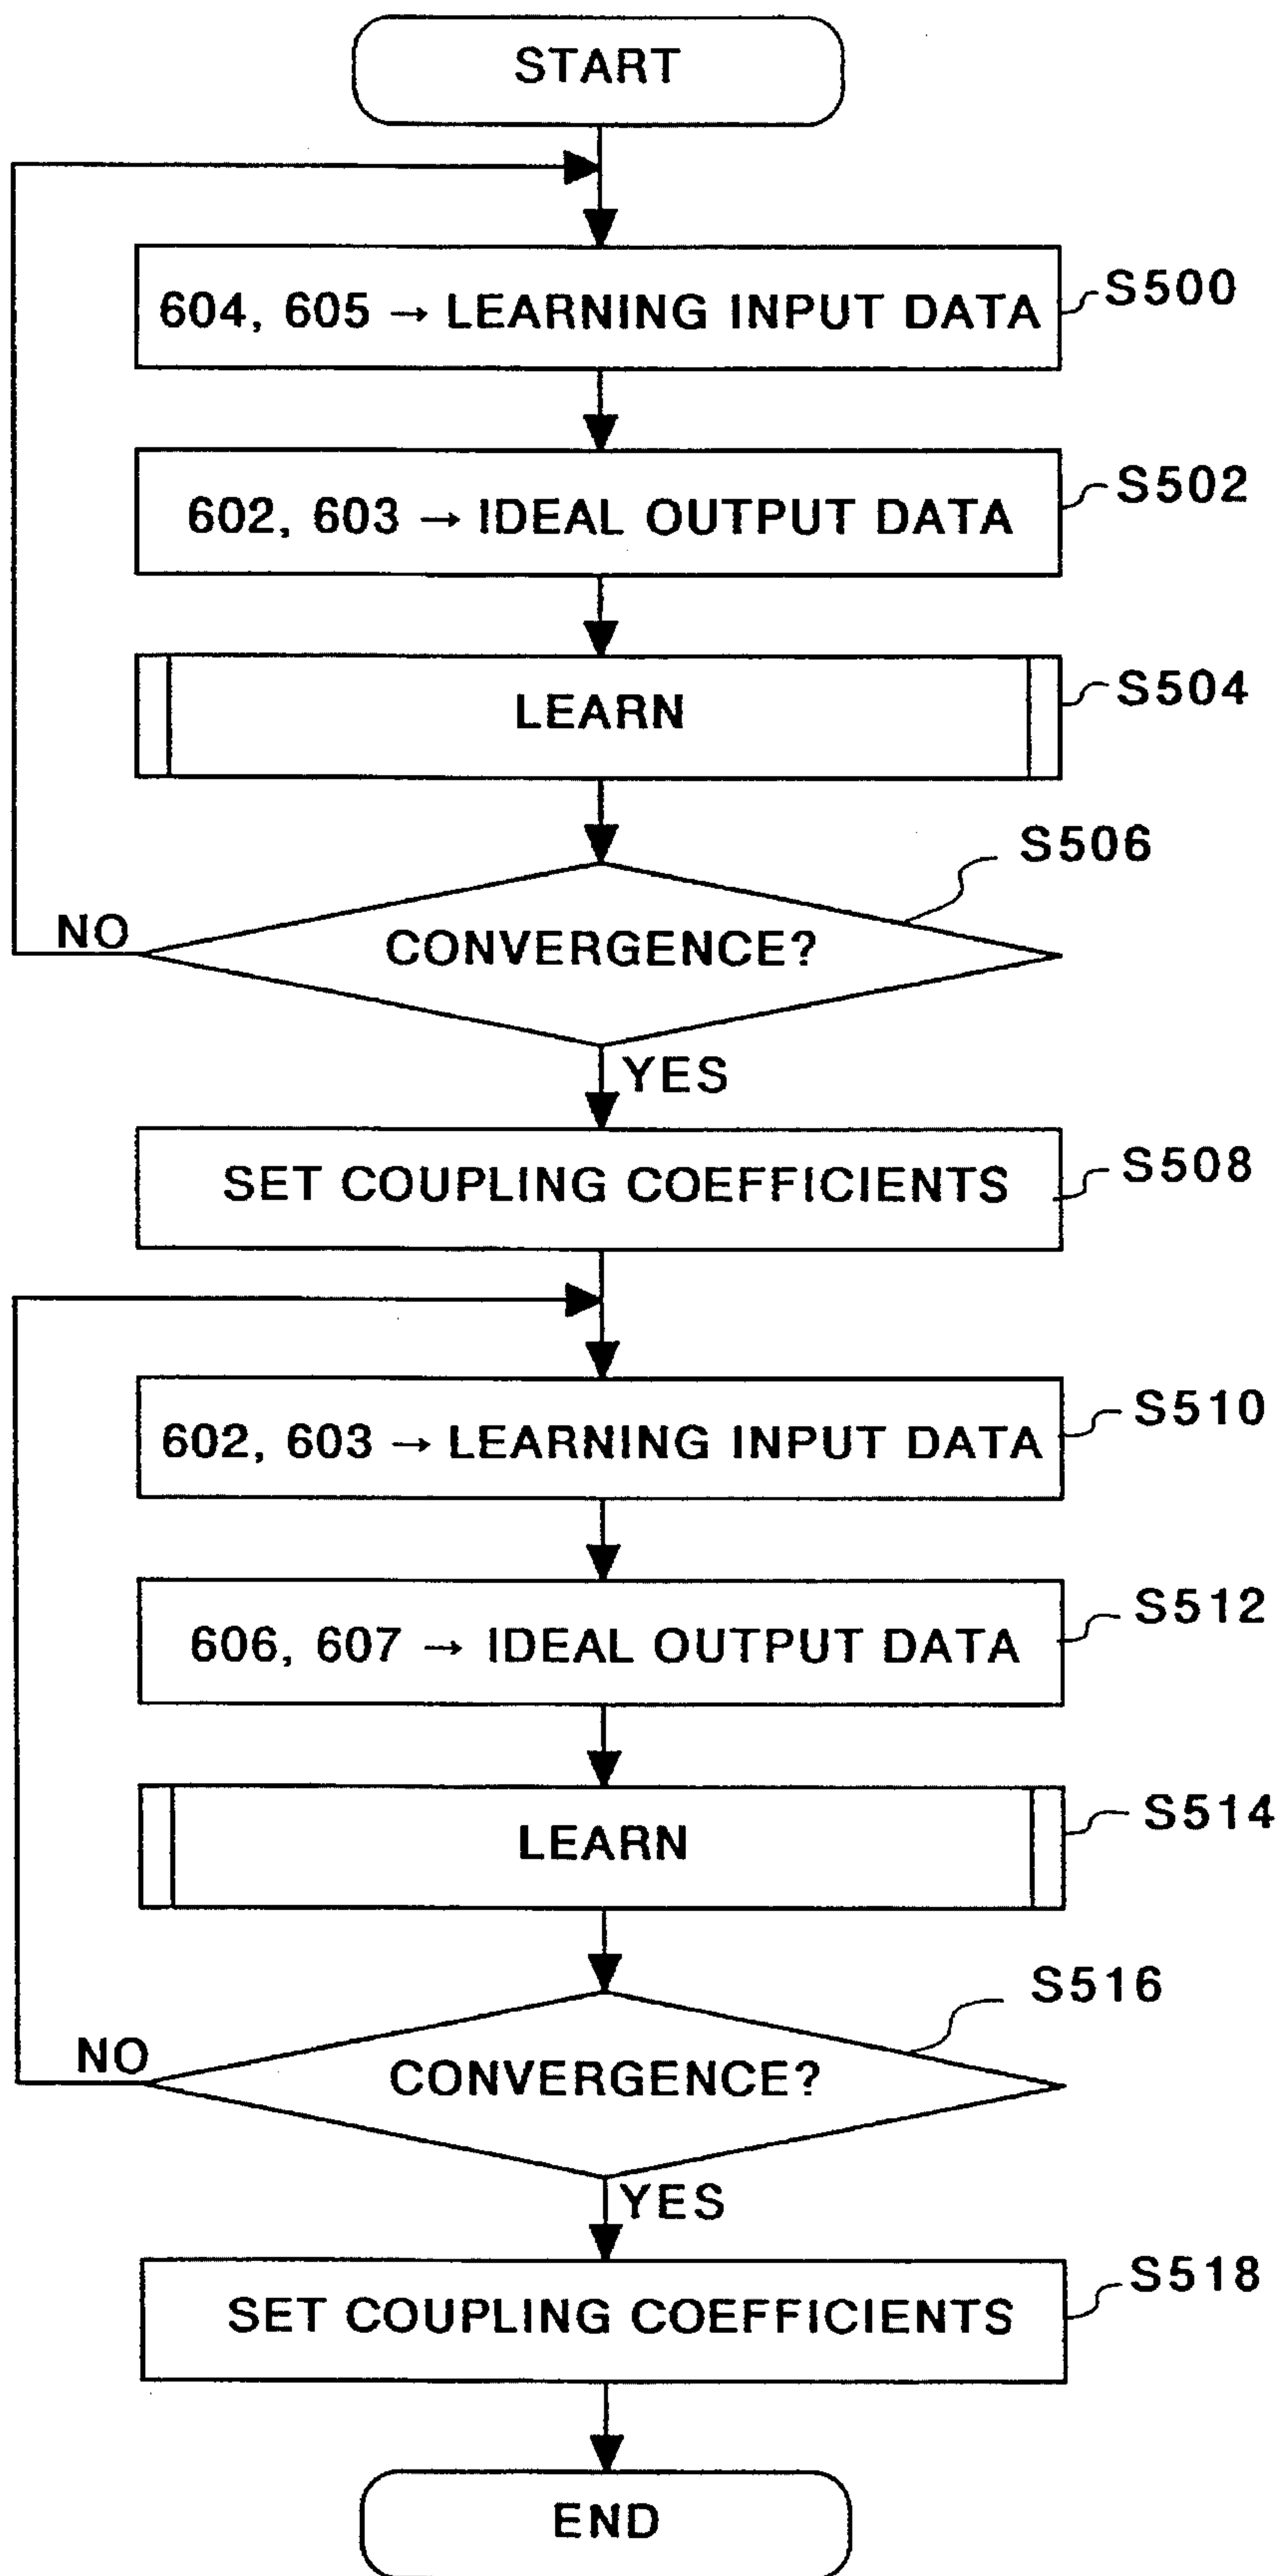 START
604, 605 → LEARNING INPUT DATA
S500
602, 603 → IDEAL OUTPUT DATA
S502
LEARN
S504
S506
NO
CONVERGENCE?
YES
SET COUPLING COEFFICIENTS
S508
602, 603 → LEARNING INPUT DATA
S510
606, 607 → IDEAL OUTPUT DATA
S512
LEARN
S514
S516
NO
CONVERGENCE?
YES
SET COUPLING COEFFICIENTS
S518
END